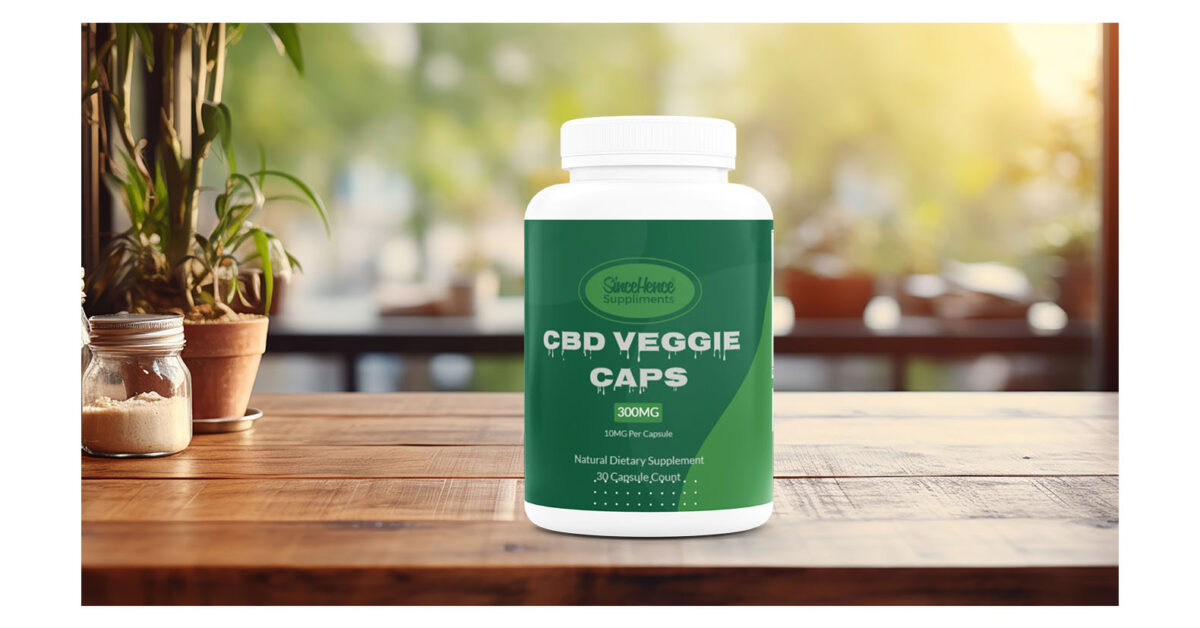 SinceHence
Suppliments
CBD VEGGIE
CAPS
300MG
10MG Per Capsule
Natural Dietary Supplement
30 Capsule Count